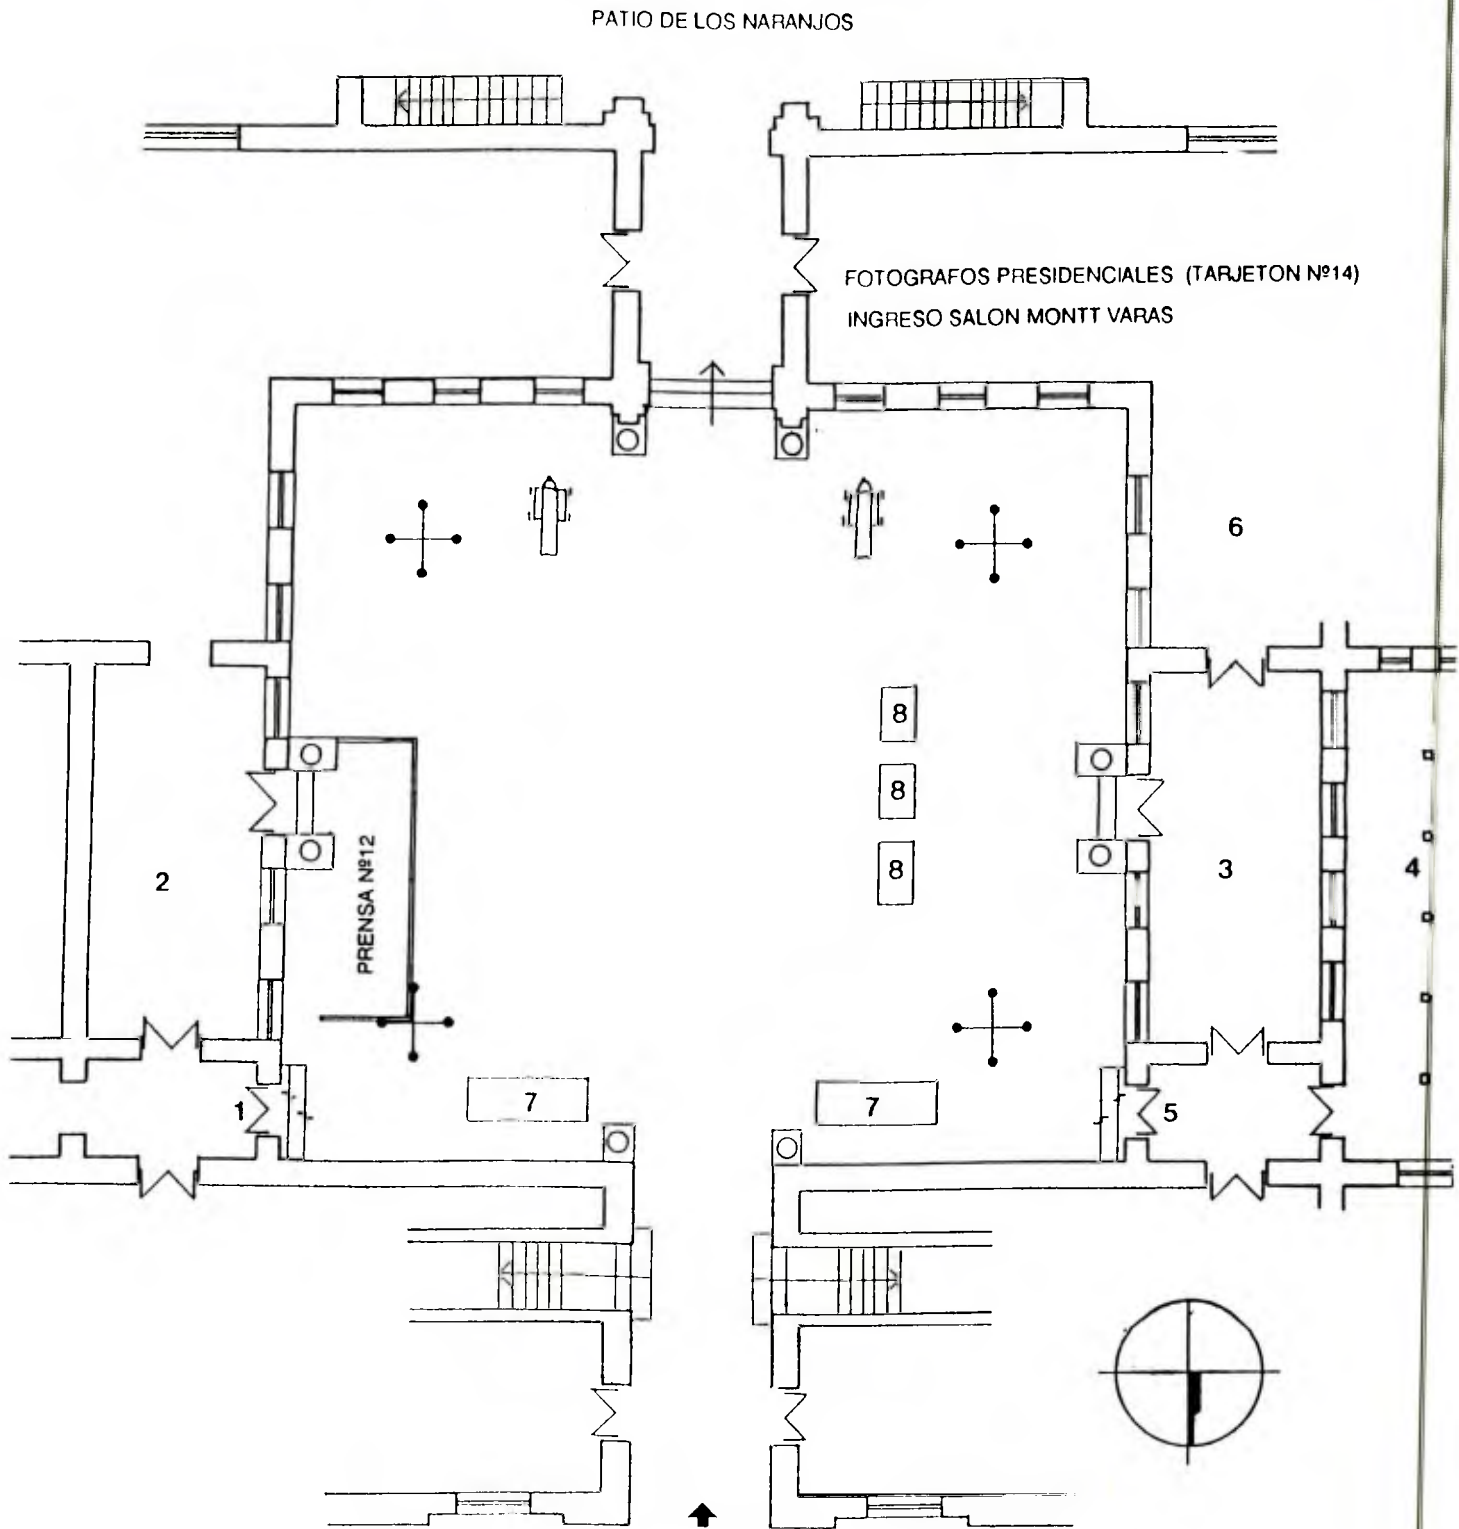 PATIO DE LOS NARANJOS
FOTOGRAFOS PRESIDENCIALES (TARJETON Nº14)
INGRESO SALON MONTT VARAS
6
8
8
8
2
PRENSA Nº12
3
4
1
7
7
5